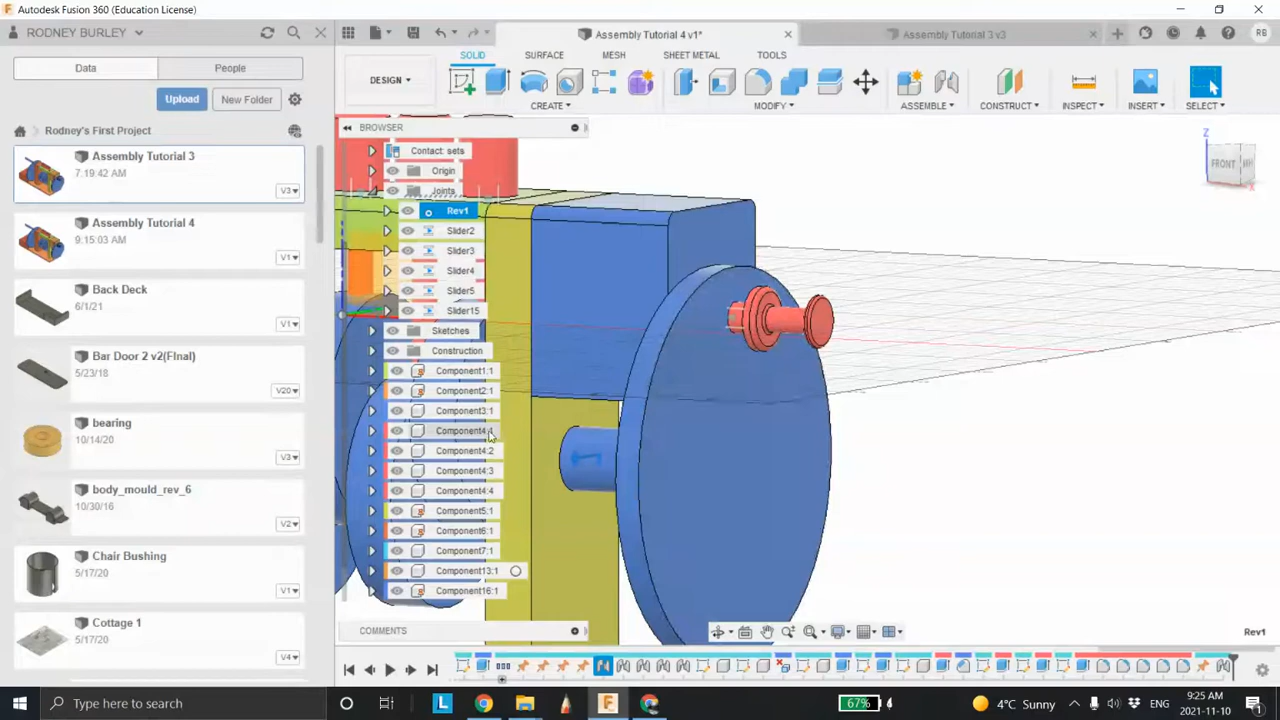 Autodesk Fusion 360 (Education License)
RODNEY BURLEY
Assembly Tutorial 4 v1*
Assembly Tutorial 3 v3
RB
Data
People
SOLID
SURFACE
MESH
SHEET METAL
TOOLS
DESIGN
Upload
New Folder
CREATE
MODIFY
ASSEMBLE
CONSTRUCT
INSPECT
INSERT
SELECT
Rodney's First Project
BROWSER
Assembly Tutorial 3
7:19:42 AM
V3
Assembly Tutorial 4
9:15:03 AM
V1
Back Deck
6/1/21
V1
Bar Door 2 v2(FInal)
5/23/18
V20
bearing
10/14/20
V3
body_mould_rev_6
10/30/16
V2
Chair Bushing
5/17/20
V1
Cottage 1
5/17/20
V4
Contact: sets
Origin
Joints
Rev1
Slider2
Slider3
Slider4
Slider5
Slider15
Sketches
Construction
Component1:1
Component2:1
Component3:1
Component4:1
Component4:2
Component4:3
Component4:4
Component5:1
Component6:1
Component7:1
Component13:1
Component16:1
Z
FRONT
X
COMMENTS
Rev1
Type here to search
67%
4°C Sunny
ENG
9:25 AM
2021-11-10